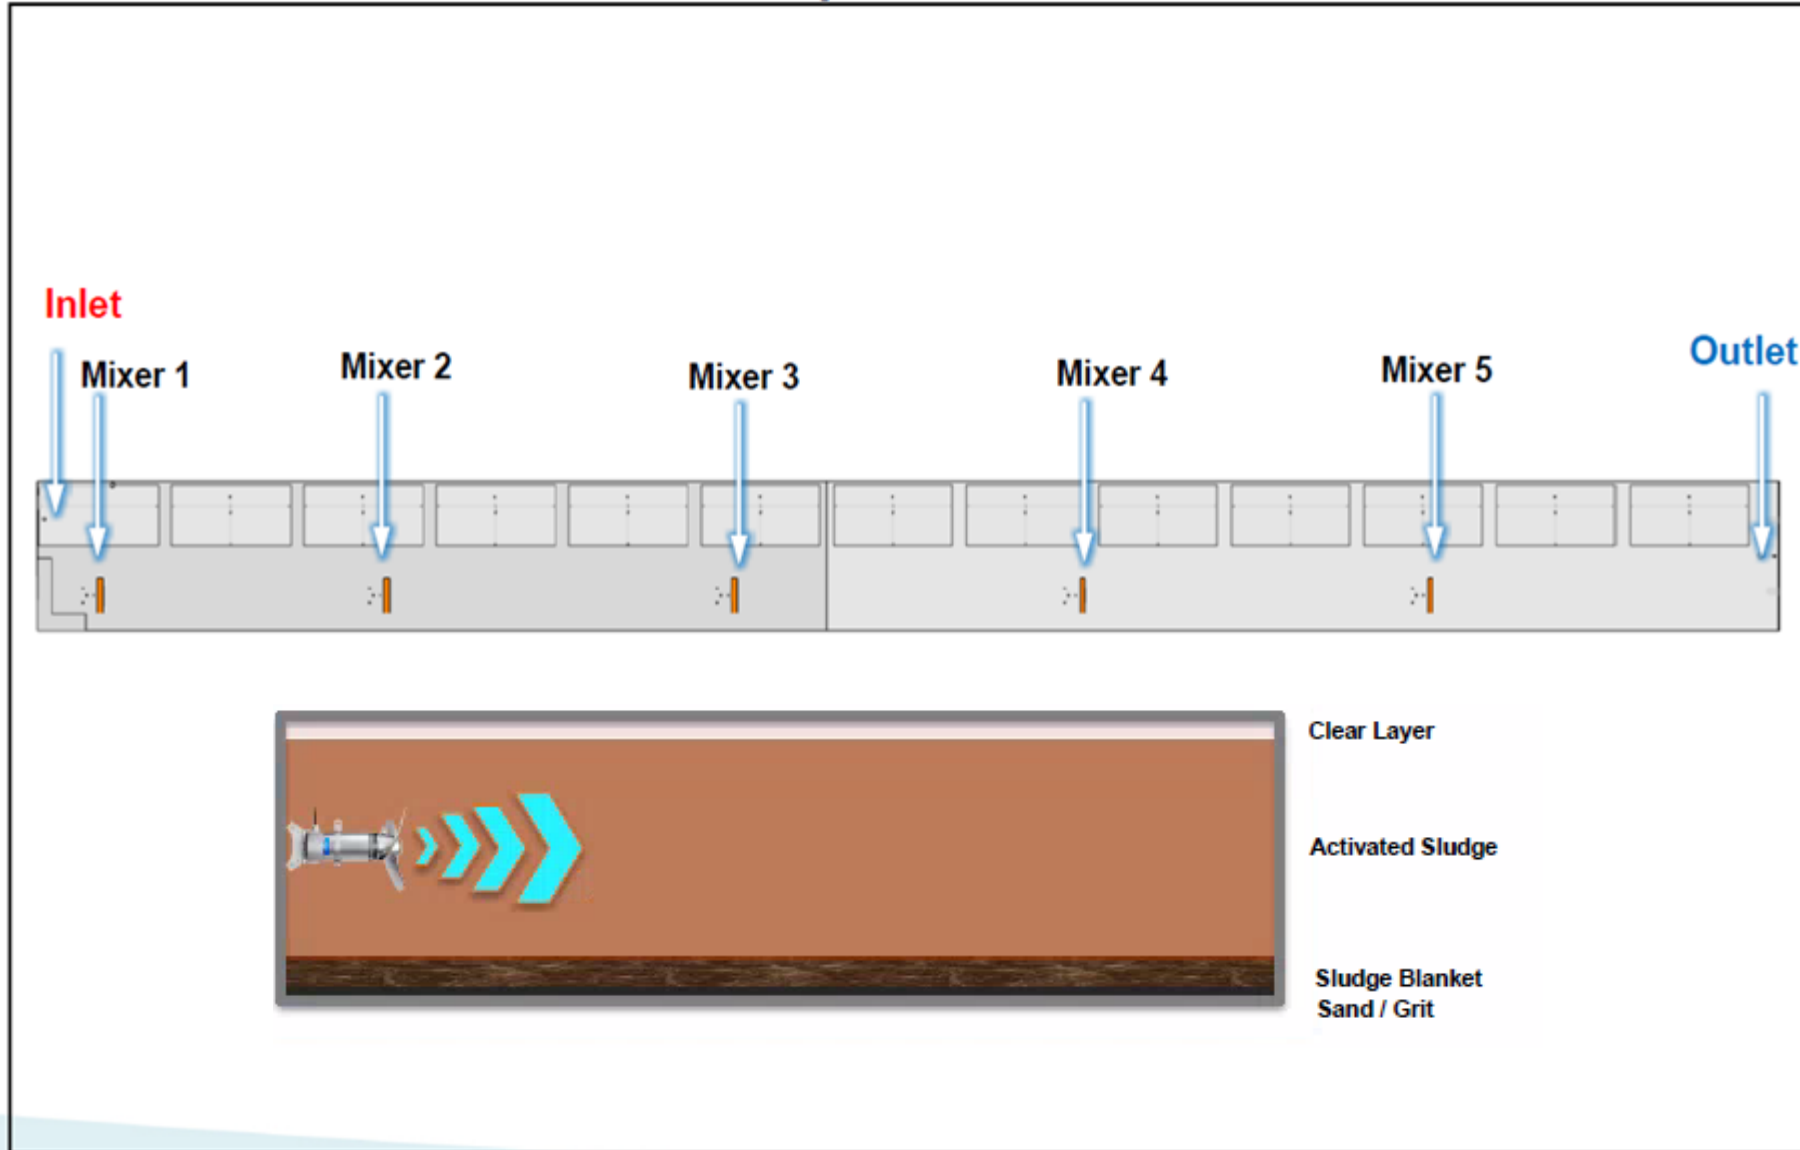 Inlet
Mixer 1
Mixer 2
Mixer 3
Mixer 4
Mixer 5
Outlet
Clear Layer
Activated Sludge
Sludge Blanket
Sand / Grit